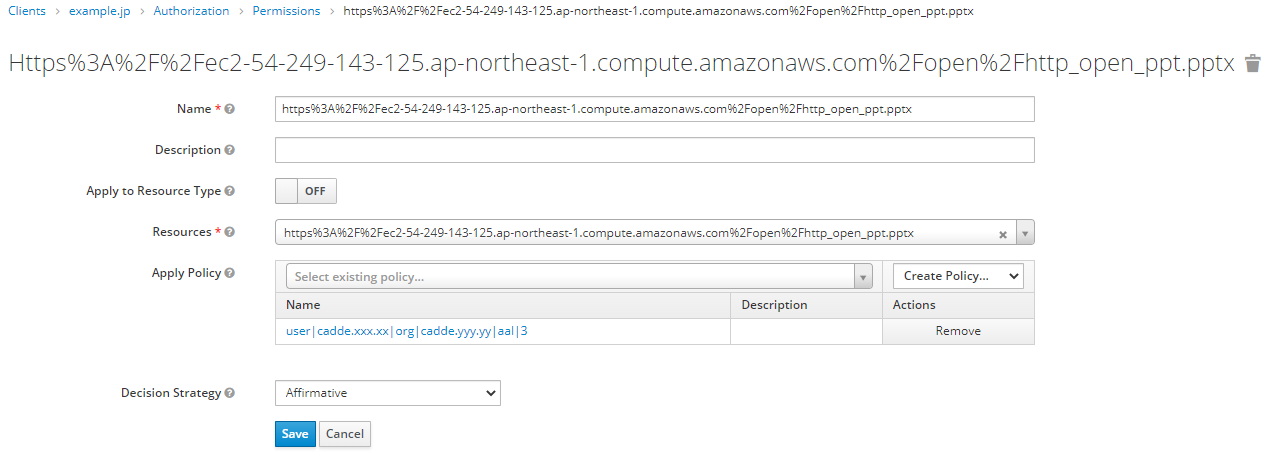 Clients > example.jp > Authorization > Permissions > https%3A%2F%2Fec2-54-249-143-125.ap-northeast-1.compute.amazonaws.com%2Fopen%2Fhttp_open_ppt.pptx
Https%3A%2F%2Fec2-54-249-143-125.ap-northeast-1.compute.amazonaws.com%2Fopen%2Fhttp_open_ppt.pptx
Name * https%3A%2F%2Fec2-54-249-143-125.ap-northeast-1.compute.amazonaws.com%2Fopen%2Fhttp_open_ppt.pptx
Description
Apply to Resource Type OFF
Resources * https%3A%2F%2Fec2-54-249-143-125.ap-northeast-1.compute.amazonaws.com%2Fopen%2Fhttp_open_ppt.pptx
Apply Policy Select existing policy... Create Policy...
Name Description Actions
user|cadde.xxx.xx|org|cadde.yyy.yy|aal|3 Remove
Decision Strategy Affirmative
Save Cancel